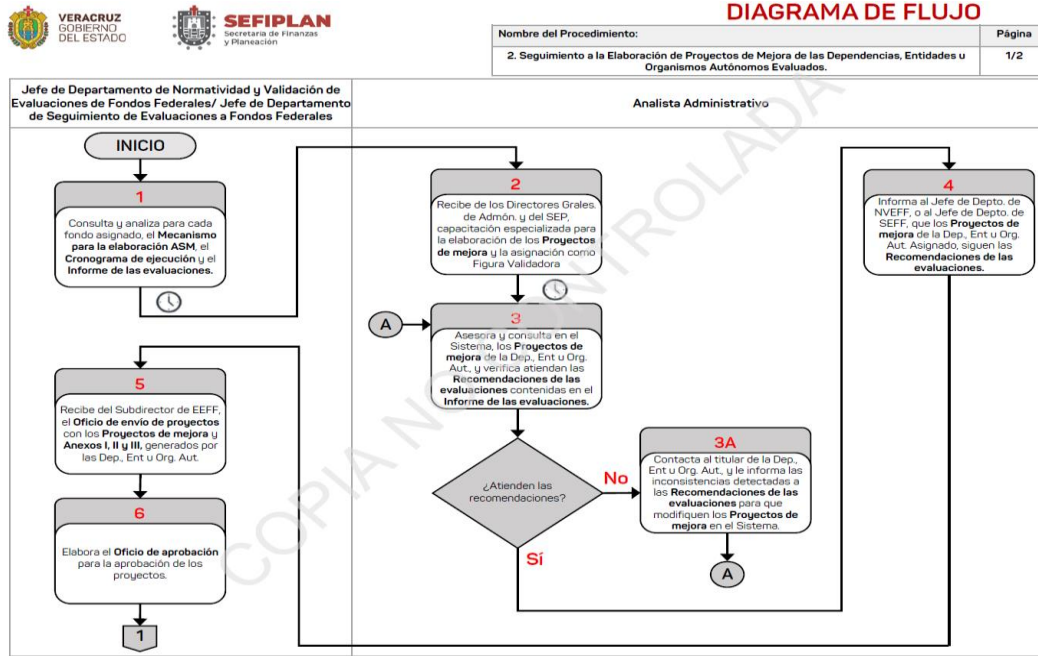 VERACRUZ
GOBIERNO
DEL ESTADO
SEFIPLAN
Secretaría de Finanzas
y Planeación
DIAGRAMA DE FLUJO
Nombre del Procedimiento:
Página
2. Seguimiento a la Elaboración de Proyectos de Mejora de las Dependencias, Entidades u
Organismos Autónomos Evaluados.
1/2
Jefe de Departamento de Normatividad y Validación de
Evaluaciones de Fondos Federales/ Jefe de Departamento
de Seguimiento de Evaluaciones a Fondos Federales
Analista Administrativo
INICIO
1
Consulta y analiza para cada
fondo asignado, el Mecanismo
para la elaboración ASM, el
Cronograma de ejecución y el
Informe de las evaluaciones.
2
Recibe de los Directores Grales.
de Admón. y del SEP,
capacitación especializada para
la elaboración de los Proyectos
de mejora y la asignación como
Figura Validadora
A
3
Asesora y consulta en el
Sistema, los Proyectos de
mejora de la Dep., Ent u Org.
Aut., y verifica atiendan las
Recomendaciones de las
evaluaciones contenidas en el
Informe de las evaluaciones.
¿Atienden las
recomendaciones?
No
Sí
3A
Contacta al titular de la Dep.,
Ent u Org. Aut., y le informa las
inconsistencias detectadas a
las Recomendaciones de las
evaluaciones para que
modifiquen los Proyectos de
mejora en el Sistema.
A
4
Informa al Jefe de Depto. de
NVEFF, o al Jefe de Depto. de
SEFF, que los Proyectos de
mejora de la Dep., Ent u Org.
Aut. Asignado, siguen las
Recomendaciones de las
evaluaciones.
5
Recibe del Subdirector de EEFF,
el Oficio de envío de proyectos
con los Proyectos de mejora y
Anexos I, II y III, generados por
las Dep., Ent u Org. Aut.
6
Elabora el Oficio de aprobación
para la aprobación de los
proyectos.
1
COPIA NO CONTROLADA